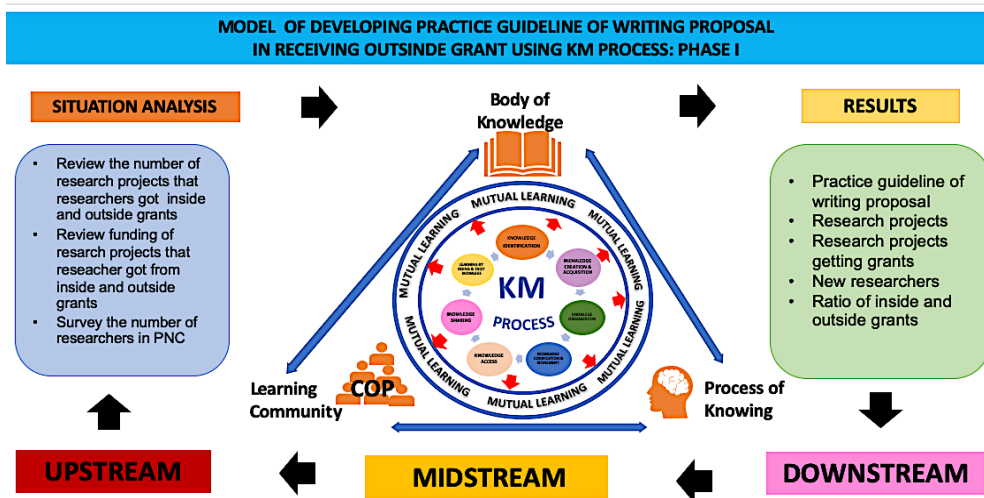 MODEL OF DEVELOPING PRACTICE GUIDELINE OF WRITING PROPOSAL
IN RECEIVING OUTSINDE GRANT USING KM PROCESS: PHASE I
SITUATION ANALYSIS
Body of
Knowledge
RESULTS
• Review the number of
research projects that
researchers got inside
and outside grants
• Review funding of
research projects that
reseacher got from
inside and outside
grants
• Survey the number of
researchers in PNC
MUTUAL LEARNING
MUTUAL LEARNING
MUTUAL LEARNING
MUTUAL LEARNING
MUTUAL LEARNING
MUTUAL LEARNING
MUTUAL LEARNING
KNOWLEDGE
IDENTIFICATION
LEARNING BY
KNOWLEDGE
CREATION &
ACQUISITION
KM
PROCESS
KNOWLEDGE
SHARING
KNOWLEDGE
ACCESS
• Practice guideline of
writing proposal
• Research projects
• Research projects
getting grants
• New researchers
• Ratio of inside and
outside grants
Learning
Community
COP
Process of
Knowing
UPSTREAM
MIDSTREAM
DOWNSTREAM